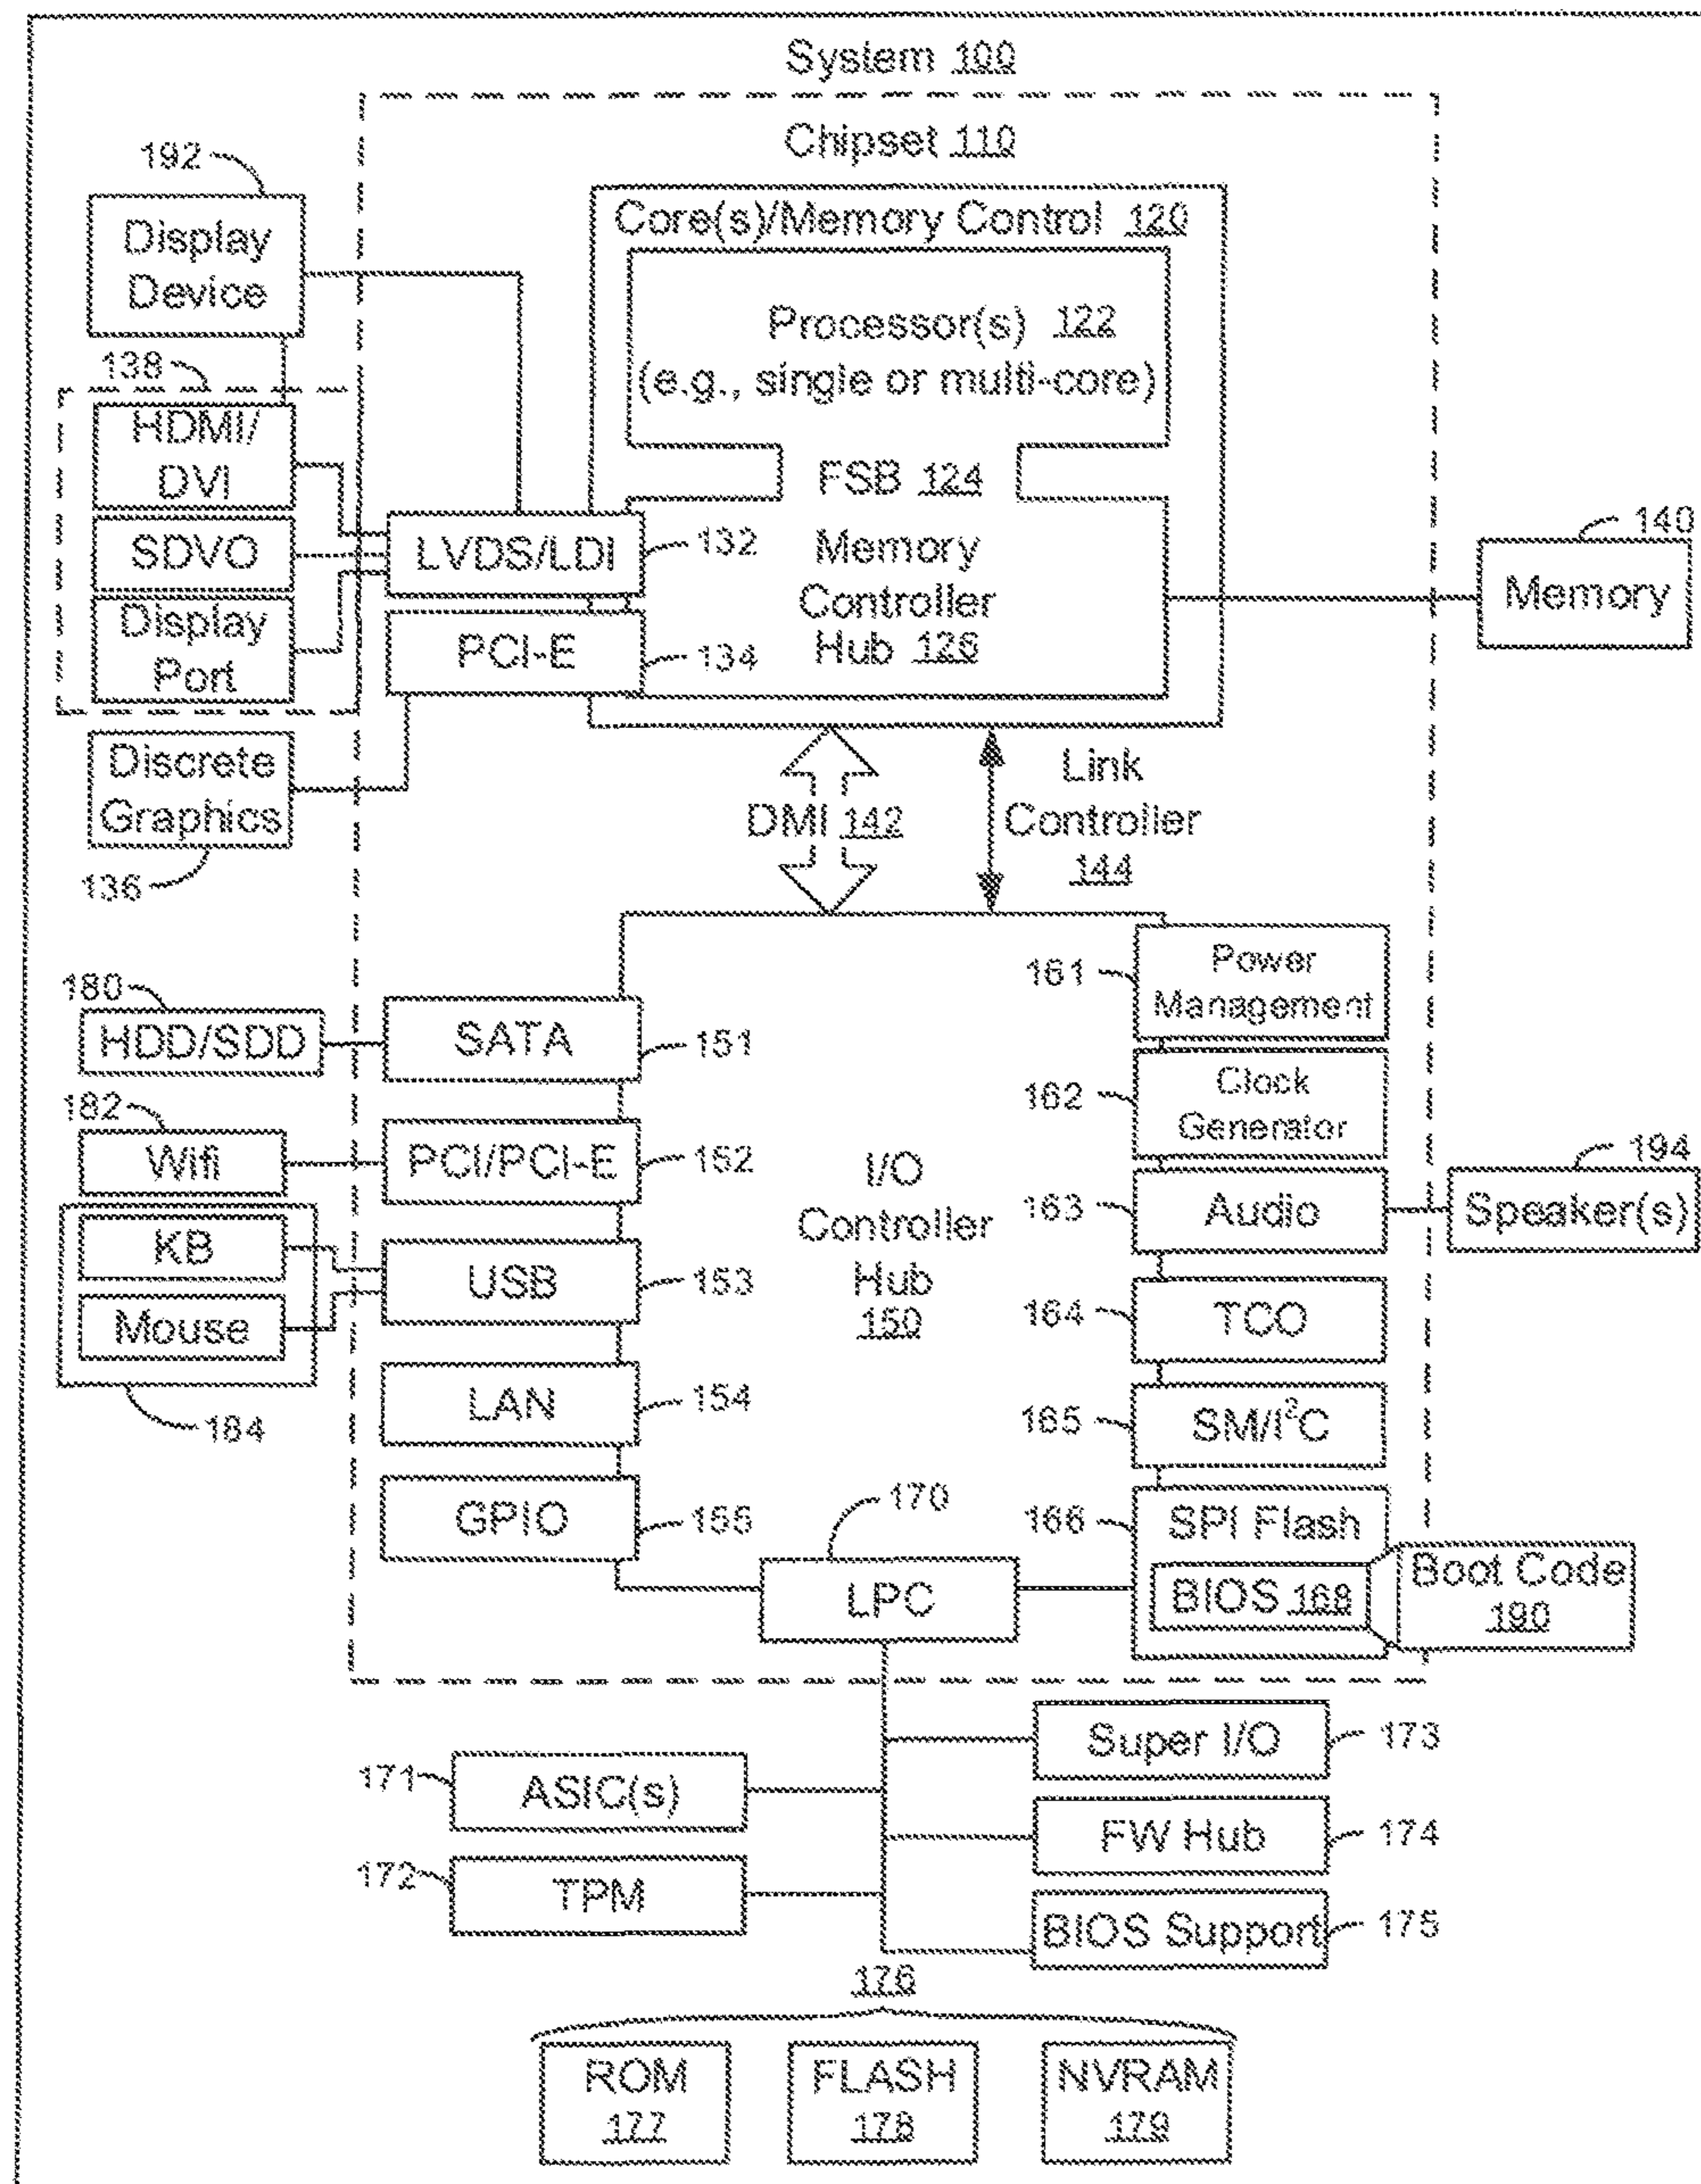 System 100
Chipset 110
192
Display
Device
Core(s)/Memory Control 120
Processor(s) 122
(e.g., single or multi-core)
138
HDMI/
DVI
SDVO
Display
Port
FSB 124
LVDS/LDI
132
PCI-E
134
Memory
Controller
Hub 126
140
Memory
Discrete
Graphics
136
DMI 142
Link
Controller
144
180
HDD/SDD
SATA
151
182
Wifi
PCI/PCI-E
152
KB
Mouse
184
USB
153
LAN
154
GPIO
155
I/O
Controller
Hub
150
161
Power
Management
162
Clock
Generator
163
Audio
194
Speaker(s)
164
TCO
165
SM/I²C
166
SPI Flash
BIOS 168
Boot Code
190
170
LPC
171
ASIC(s)
172
TPM
Super I/O
173
FW Hub
174
BIOS Support
175
176
ROM
177
FLASH
178
NVRAM
179